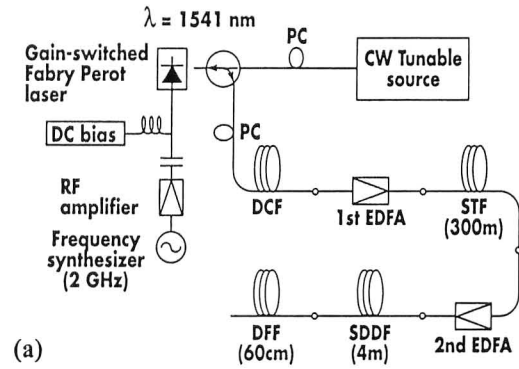 λ = 1541 nm
Gain-switched
Fabry Perot
laser
PC
CW Tunable
source
DC bias
PC
RF
amplifier
DCF
1st EDFA
STF
(300m)
Frequency
synthesizer
(2 GHz)
DFF
(60cm)
SDDF
(4m)
2nd EDFA
(a)